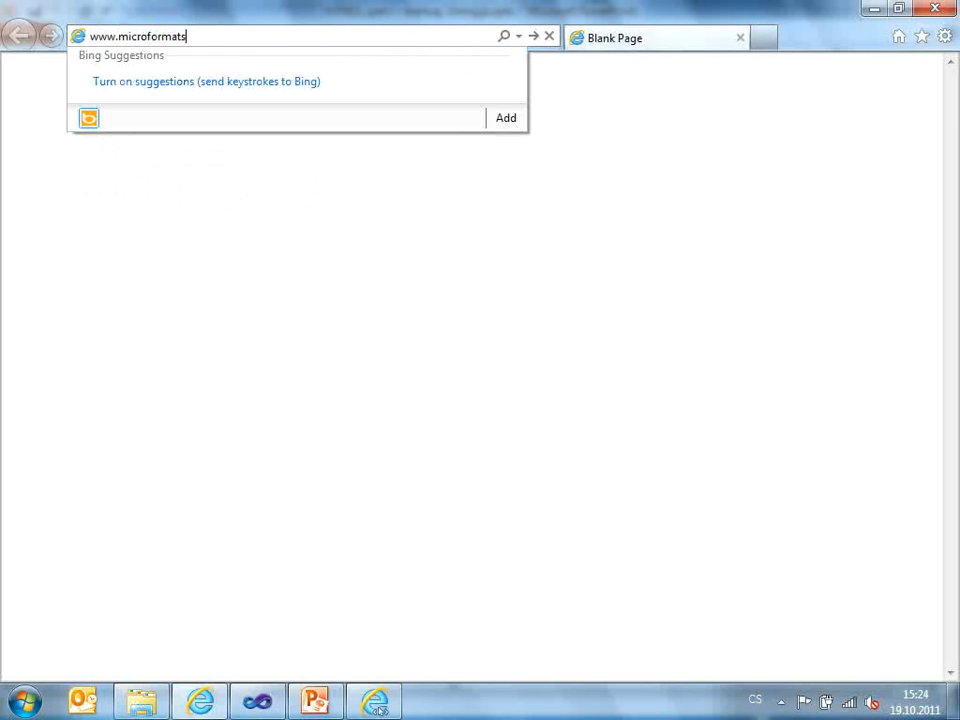 www.microformats
Blank Page
Bing Suggestions
Turn on suggestions (send keystrokes to Bing)
Add
CS
15:24
19.10.2011